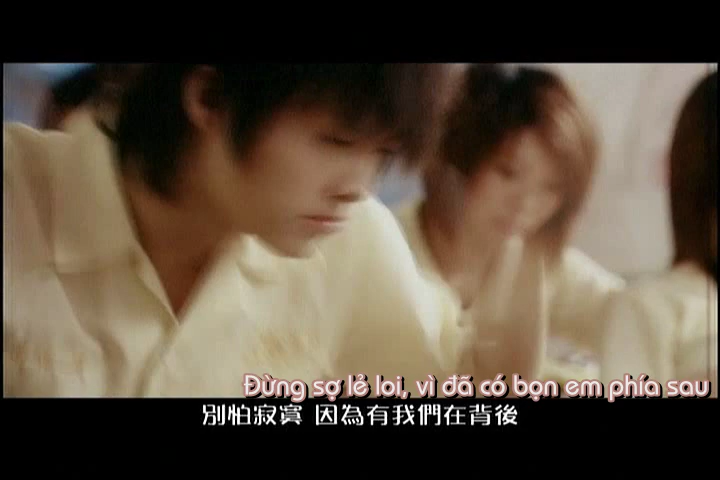 Đừng sợ lẻ loi, vì đã có bọn em phía sau
別怕寂寞 因為有我們在背後